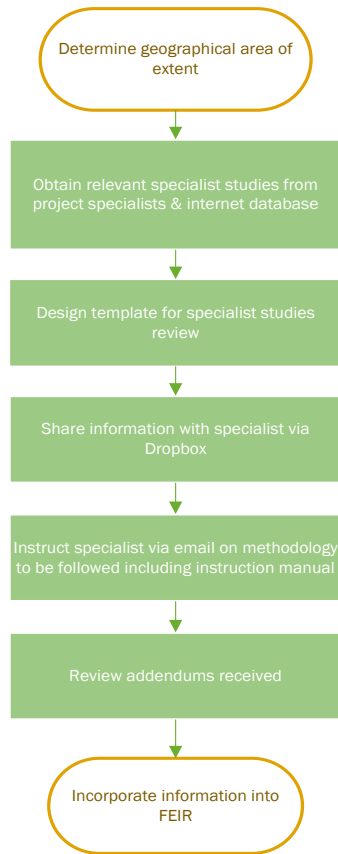 Determine geographical area of
extent
Obtain relevant specialist studies from
project specialists & internet database
Design template for specialist studies
review
Share information with specialist via
Dropbox
Instruct specialist via email on methodology
to be followed including instruction manual
Review addendums received
Incorporate information into
FEIR